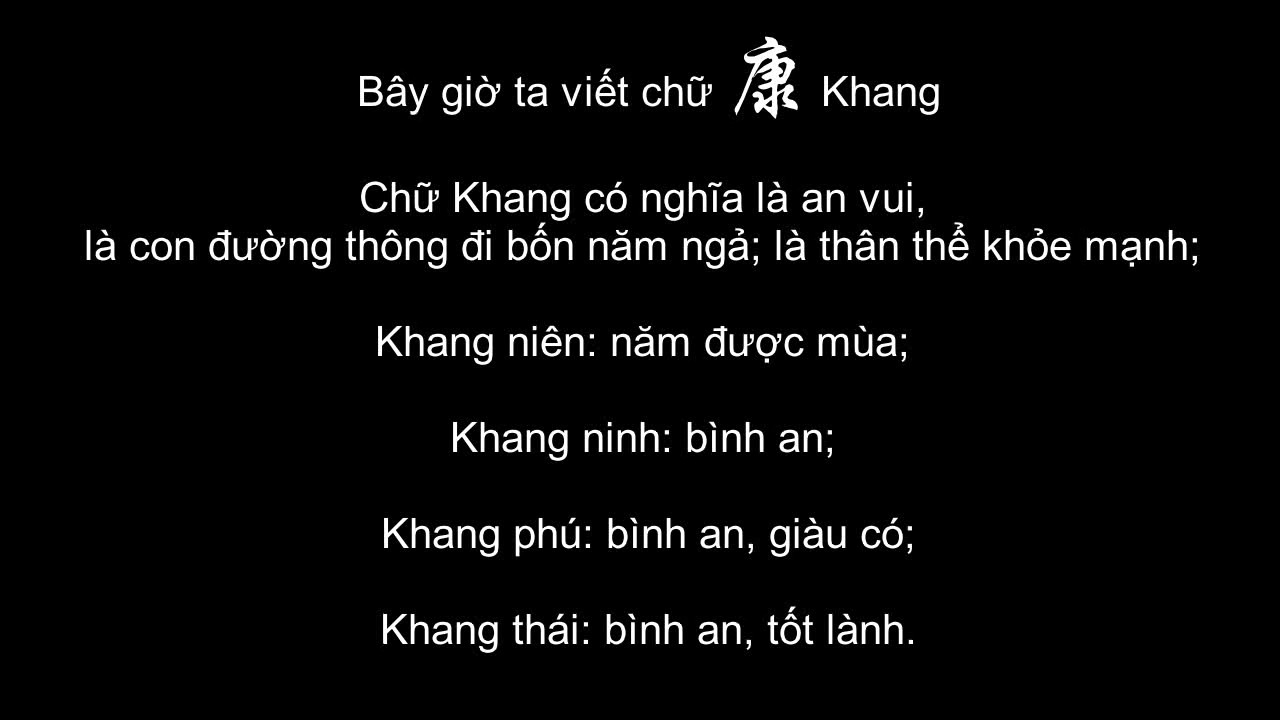 Bây giờ ta viết chữ 康 Khang
Chữ Khang có nghĩa là an vui,
là con đường thông đi bốn năm ngả; là thân thể khỏe mạnh;
Khang niên: năm được mùa;
Khang ninh: bình an;
Khang phú: bình an, giàu có;
Khang thái: bình an, tốt lành.